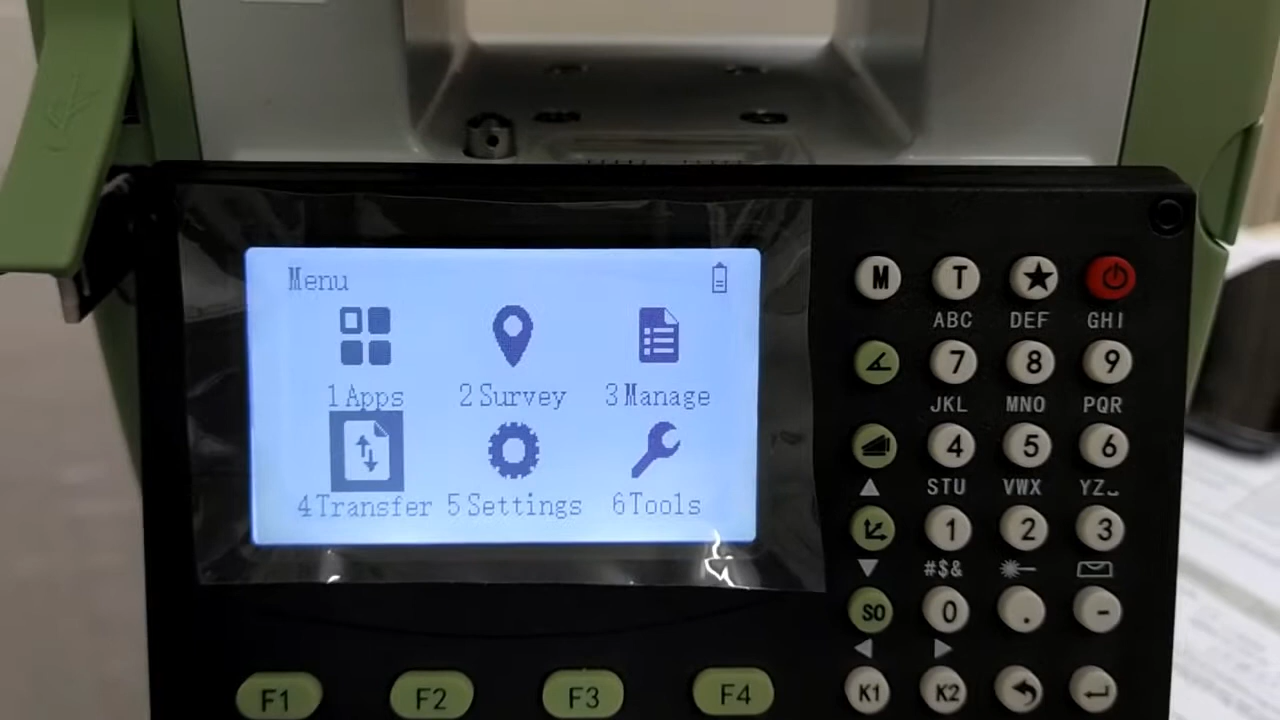 Menu
1 Apps 2 Survey 3 Manage
4 Transfer 5 Settings 6 Tools
M T
ABC DEF GHI
7 8 9
JKL MNO PQR
4 5 6
STU VWX YZ⎵
1 2 3
#$&
SO 0 . -
K1 K2
F1 F2 F3 F4